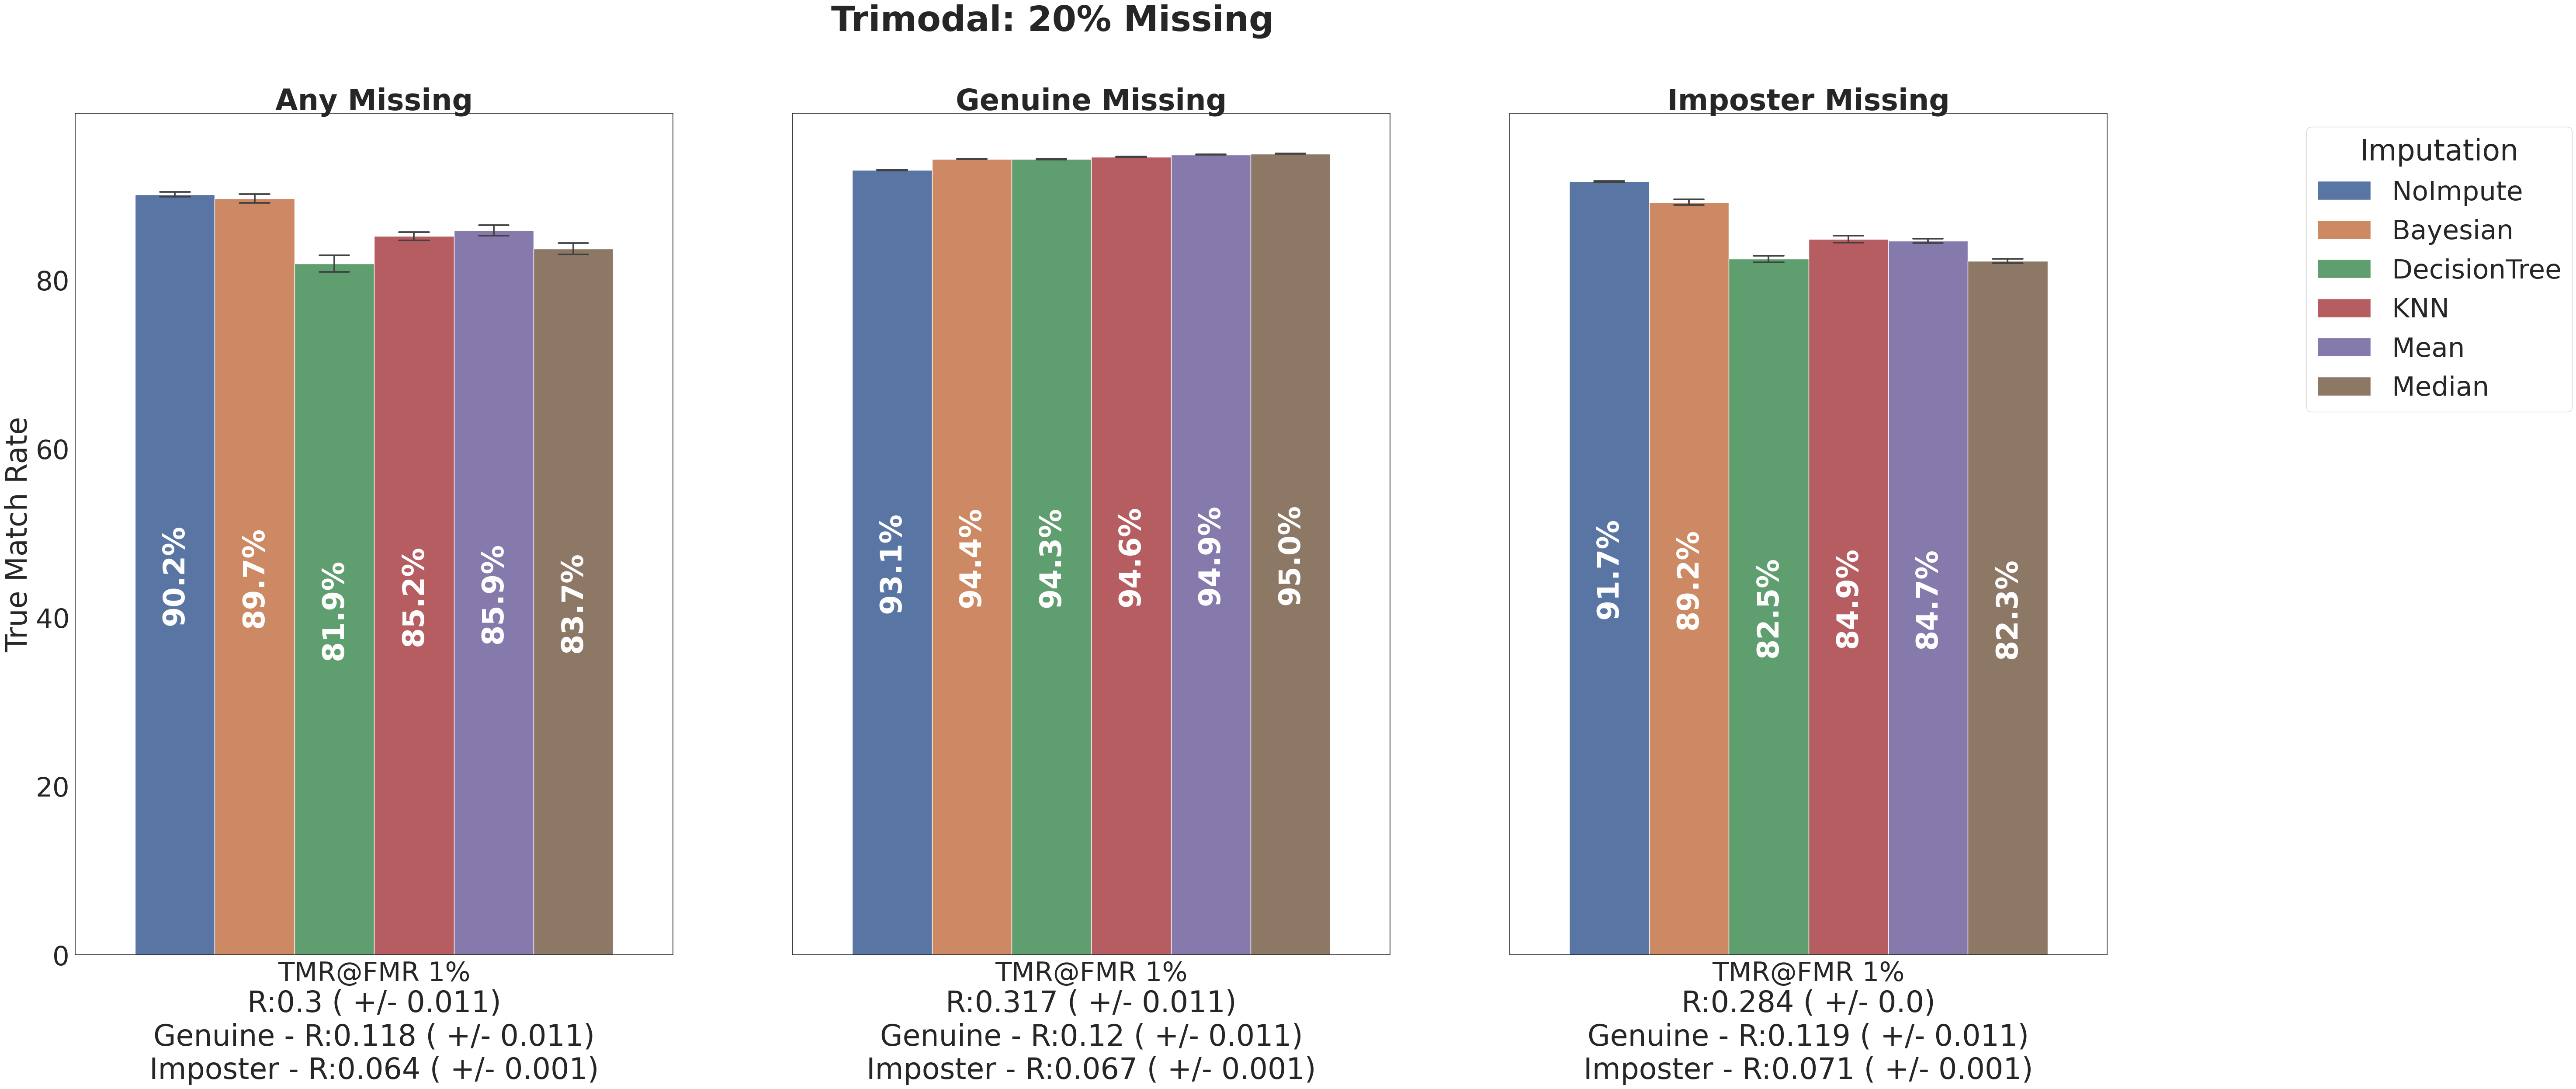 Trimodal: 20% Missing
Any Missing
Genuine Missing
Imposter Missing
True Match Rate
80
60
40
20
0
90.2%
89.7%
81.9%
85.2%
85.9%
83.7%
93.1%
94.4%
94.3%
94.6%
94.9%
95.0%
91.7%
89.2%
82.5%
84.9%
84.7%
82.3%
TMR@FMR 1%
R:0.3 ( +/- 0.011)
Genuine - R:0.118 ( +/- 0.011)
Imposter - R:0.064 ( +/- 0.001)
TMR@FMR 1%
R:0.317 ( +/- 0.011)
Genuine - R:0.12 ( +/- 0.011)
Imposter - R:0.067 ( +/- 0.001)
TMR@FMR 1%
R:0.284 ( +/- 0.0)
Genuine - R:0.119 ( +/- 0.011)
Imposter - R:0.071 ( +/- 0.001)
Imputation
NoImpute
Bayesian
DecisionTree
KNN
Mean
Median